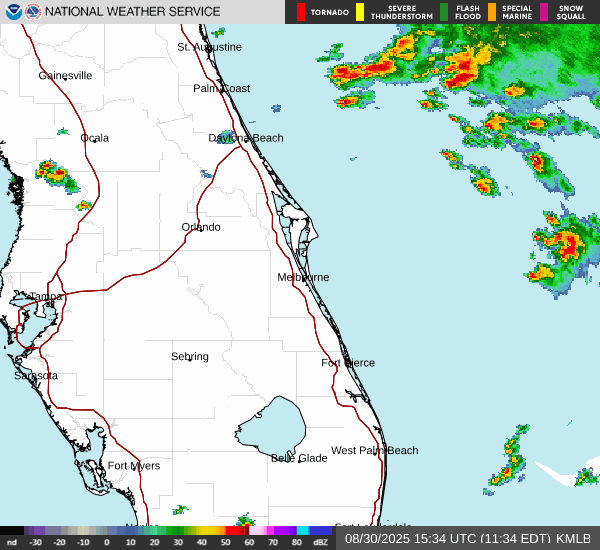 NATIONAL WEATHER SERVICE
TORNADO
SEVERE THUNDERSTORM
FLASH FLOOD
SPECIAL MARINE
SNOW SQUALL
St. Augustine
Gainesville
Palm Coast
Ocala
Daytona Beach
Orlando
Melbourne
Tampa
Sebring
Fort Pierce
Sarasota
West Palm Beach
Belle Glade
Fort Myers
nd -30 -20 -10 0 10 20 30 40 50 60 70 80 dBZ
08/30/2025 15:34 UTC (11:34 EDT) KMLB